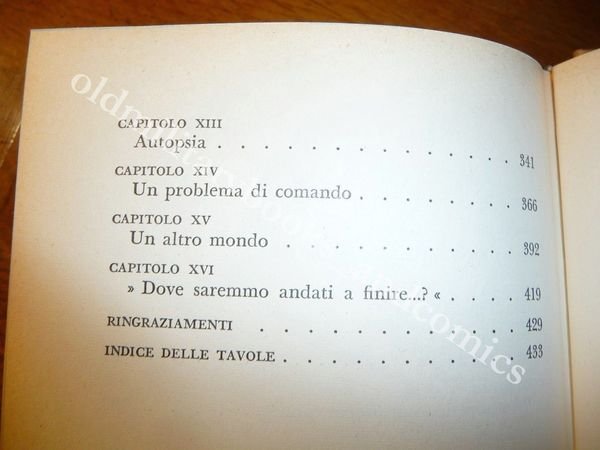 CAPITOLO XIII
Autopsia . . . . . . . . . . . . . 341
CAPITOLO XIV
Un problema di comando . . . . . . . . 366
CAPITOLO XV
Un altro mondo . . . . . . . . . . . 392
CAPITOLO XVI
» Dove saremmo andati a finire...? « . . . . 419
RINGRAZIAMENTI . . . . . . . . . . . 429
INDICE DELLE TAVOLE . . . . . . . . . . 433